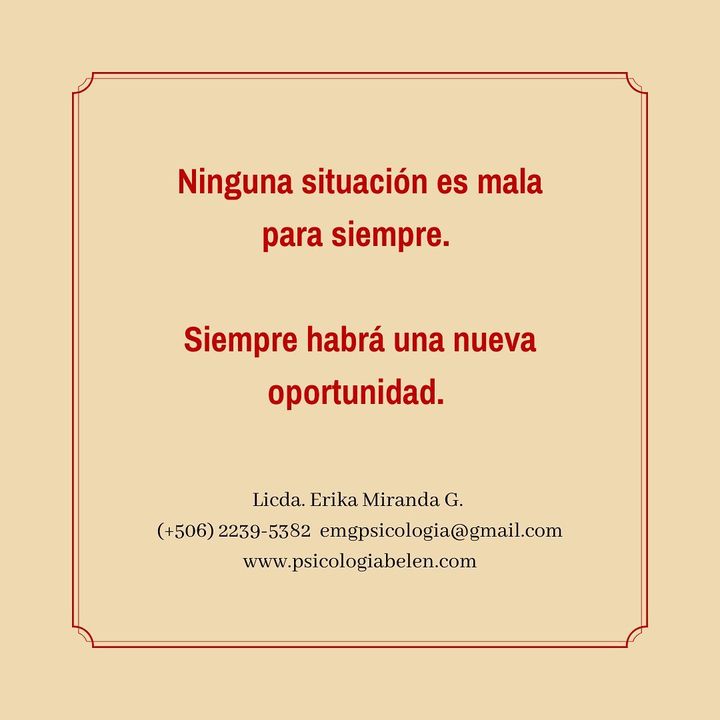 Ninguna situación es mala
para siempre.
Siempre habrá una nueva
oportunidad.
Licda. Erika Miranda G.
(+506) 2239-5382 emgpsicologia@gmail.com
www.psicologiabelen.com